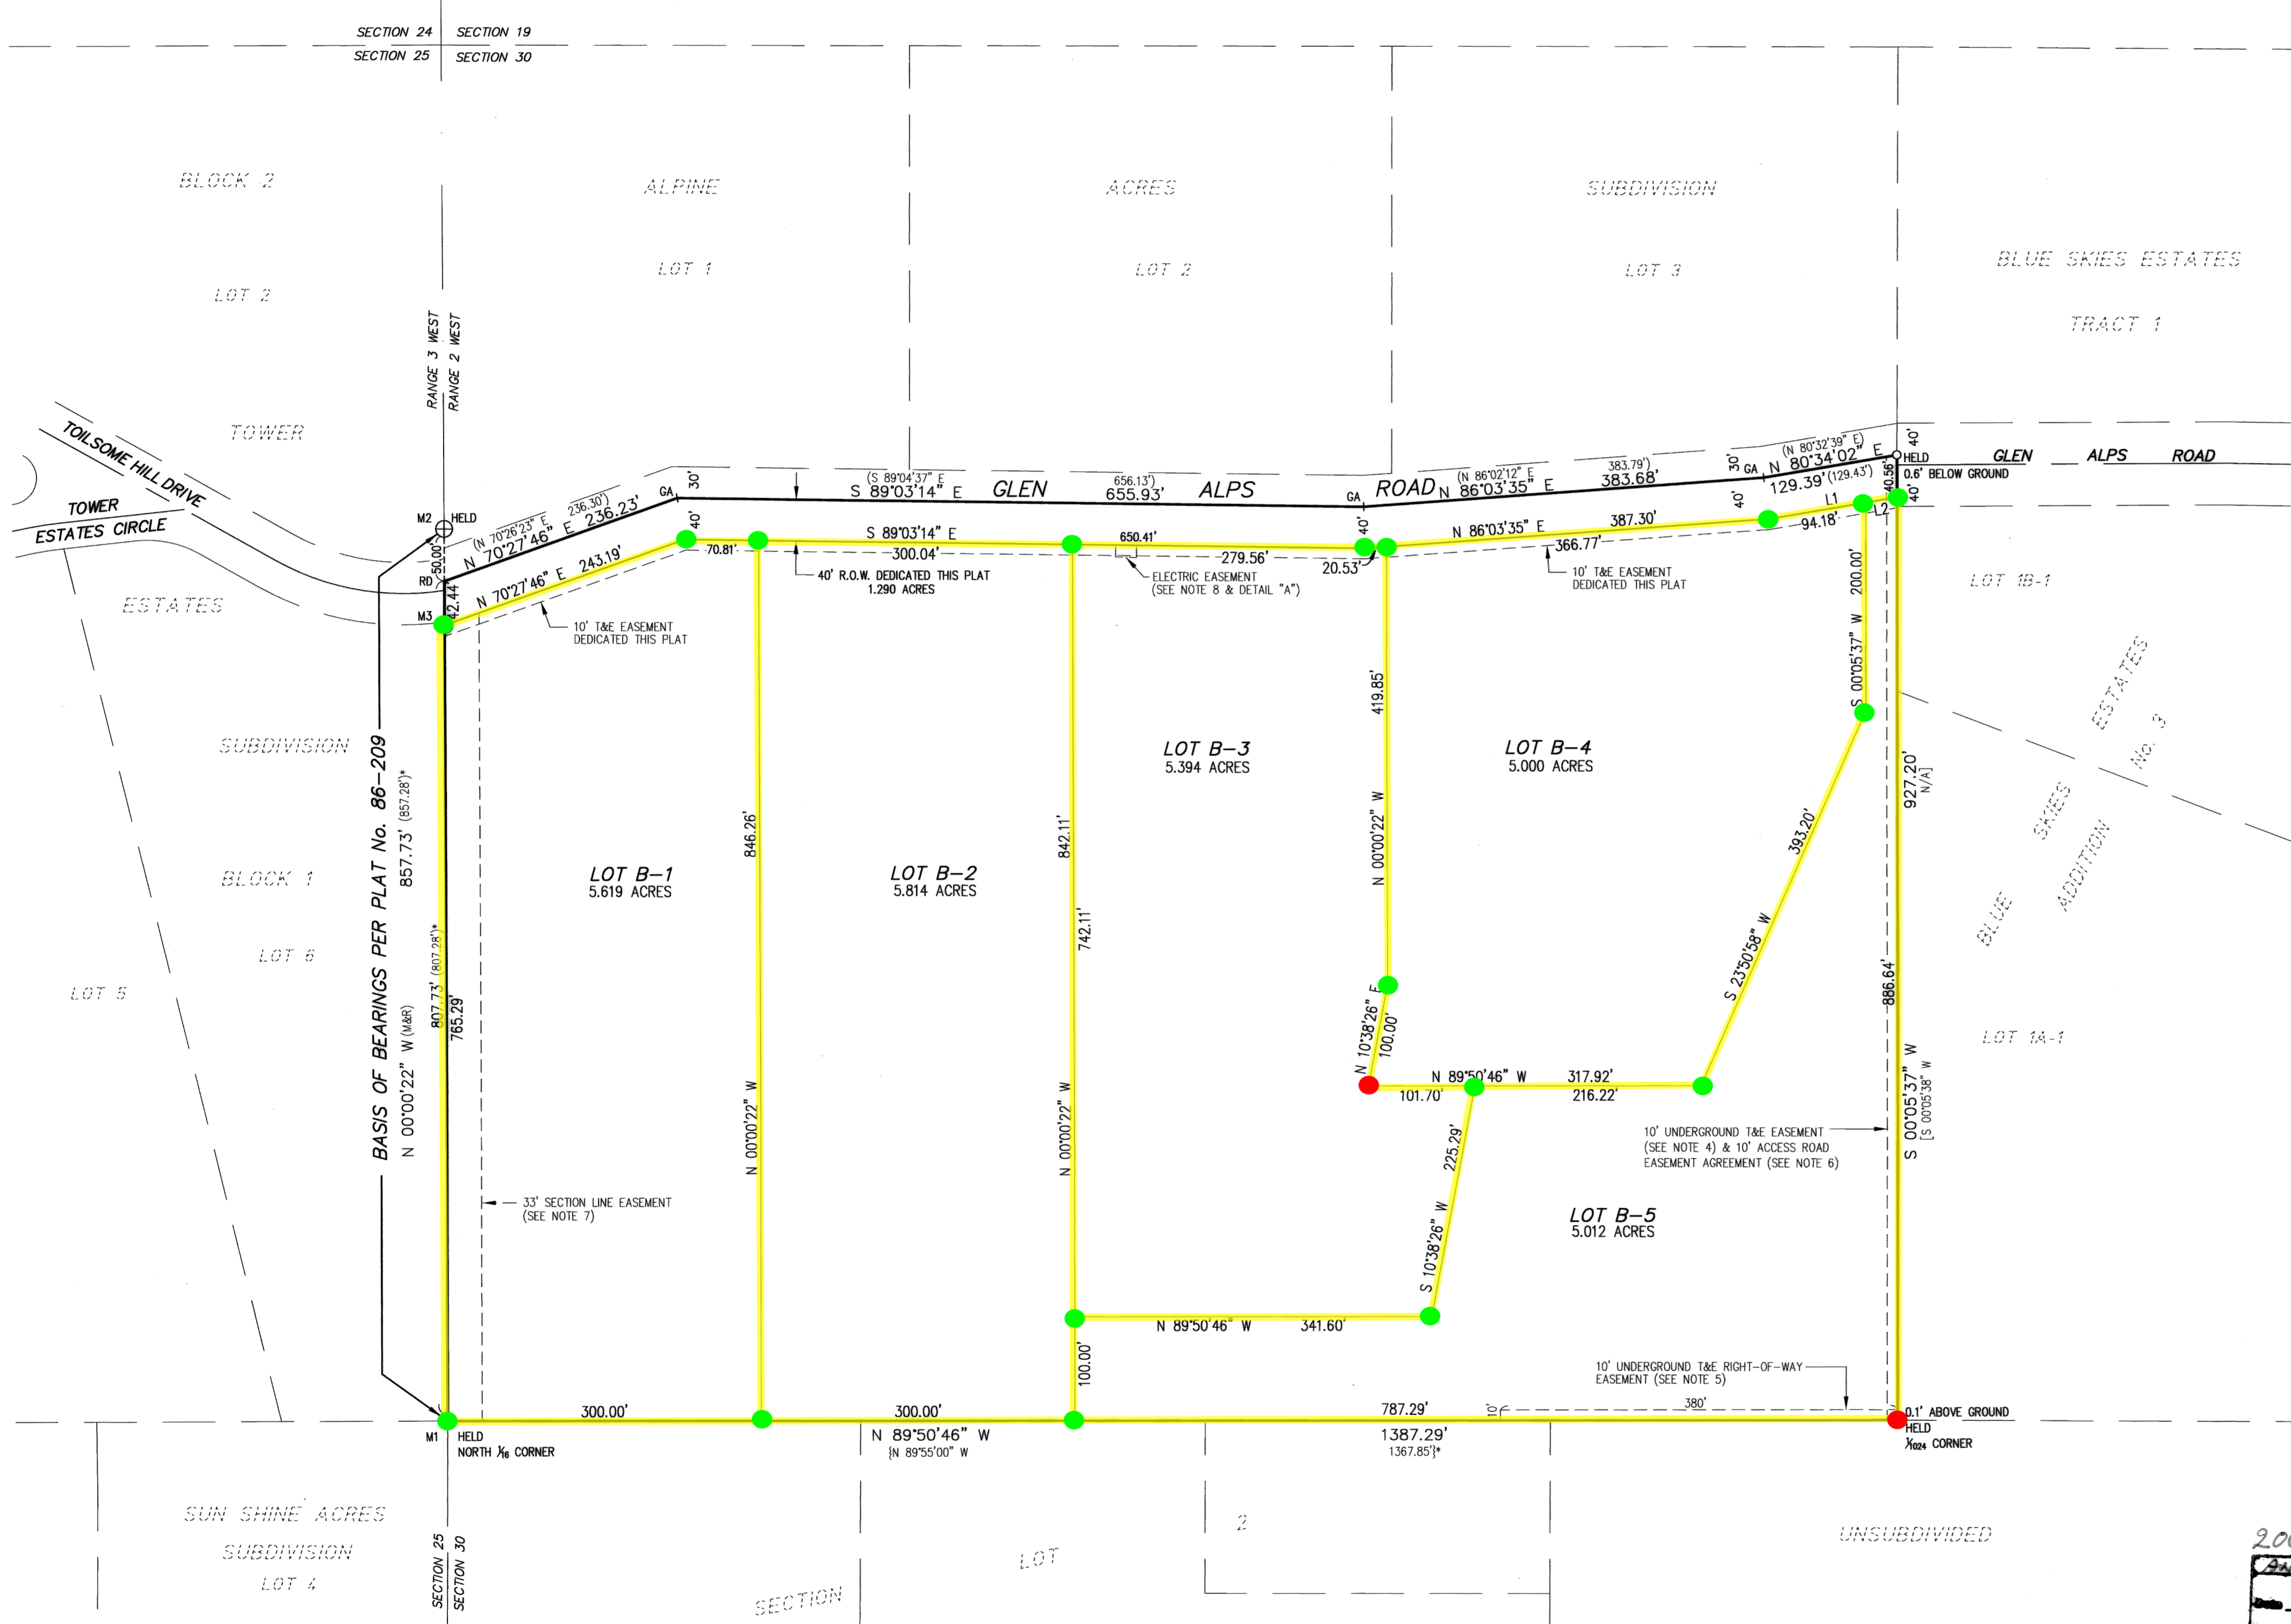 SECTION 24 SECTION 19
SECTION 25 SECTION 30
BLOCK 2
ALPINE
ACRES
SUBDIVISION
LOT 1
LOT 2
LOT 3
LOT 2
BLUE SKIES ESTATES
TRACT 1
RANGE 3 WEST
RANGE 2 WEST
TOWER
TOILSOME HILL DRIVE
TOWER
ESTATES CIRCLE
ESTATES
M2 HELD
50.00'
RD
42.44'
M3
(N 70°26'23" E 236.30')
N 70°27'46" E 236.23'
N 70°27'46" E 243.19'
GA
30'
40'
(S 89°04'37" E 656.13')
S 89°03'14" E 655.93'
GLEN ALPS ROAD
GA
40'
(N 86°02'12" E 383.79')
N 86°03'35" E 383.68'
30'
GA
40'
(N 80°32'39" E)
N 80°34'02" E
129.39' (129.43')
40'
HELD
0.6' BELOW GROUND
40.56'
40'
GLEN ALPS ROAD
L1
L2
94.18'
70.81'
S 89°03'14" E
300.04'
650.41'
279.56'
20.53'
N 86°03'35" E 387.30'
366.77'
40' R.O.W. DEDICATED THIS PLAT
1.290 ACRES
ELECTRIC EASEMENT
(SEE NOTE 8 & DETAIL "A")
10' T&E EASEMENT
DEDICATED THIS PLAT
10' T&E EASEMENT
DEDICATED THIS PLAT
LOT 1B-1
200.00'
S 00°05'37" W
SUBDIVISION
BLOCK 1
LOT 6
LOT 5
BASIS OF BEARINGS PER PLAT No. 86-209
N 00°00'22" W (M&R) 857.73' (857.28')*
807.73' (807.28')*
765.29'
LOT B-1
5.619 ACRES
846.26'
N 00°00'22" W
LOT B-2
5.814 ACRES
842.11'
742.11'
N 00°00'22" W
LOT B-3
5.394 ACRES
419.85'
N 00°00'22" W
LOT B-4
5.000 ACRES
393.20'
S 23°50'58" W
N 10°38'26" E
100.00'
N 89°50'46" W 317.92'
101.70'
216.22'
225.29'
S 10°38'26" W
886.64'
927.20'
N/A]
S 00°05'37" W
[S 00°05'38" W
BLUE SKIES ESTATES
ADDITION No. 3
LOT 1A-1
10' UNDERGROUND T&E EASEMENT
(SEE NOTE 4) & 10' ACCESS ROAD
EASEMENT AGREEMENT (SEE NOTE 6)
33' SECTION LINE EASEMENT
(SEE NOTE 7)
LOT B-5
5.012 ACRES
N 89°50'46" W 341.60'
100.00'
10' UNDERGROUND T&E RIGHT-OF-WAY
EASEMENT (SEE NOTE 5)
10'
380'
300.00'
300.00'
787.29'
0.1' ABOVE GROUND
HELD
1/1024 CORNER
M1 HELD
NORTH 1/16 CORNER
N 89°50'46" W 1387.29'
{N 89°55'00" W 1367.85'}*
SUN SHINE ACRES
SUBDIVISION
LOT 4
SECTION 25
SECTION 30
SECTION
LOT
2
UNSUBDIVIDED